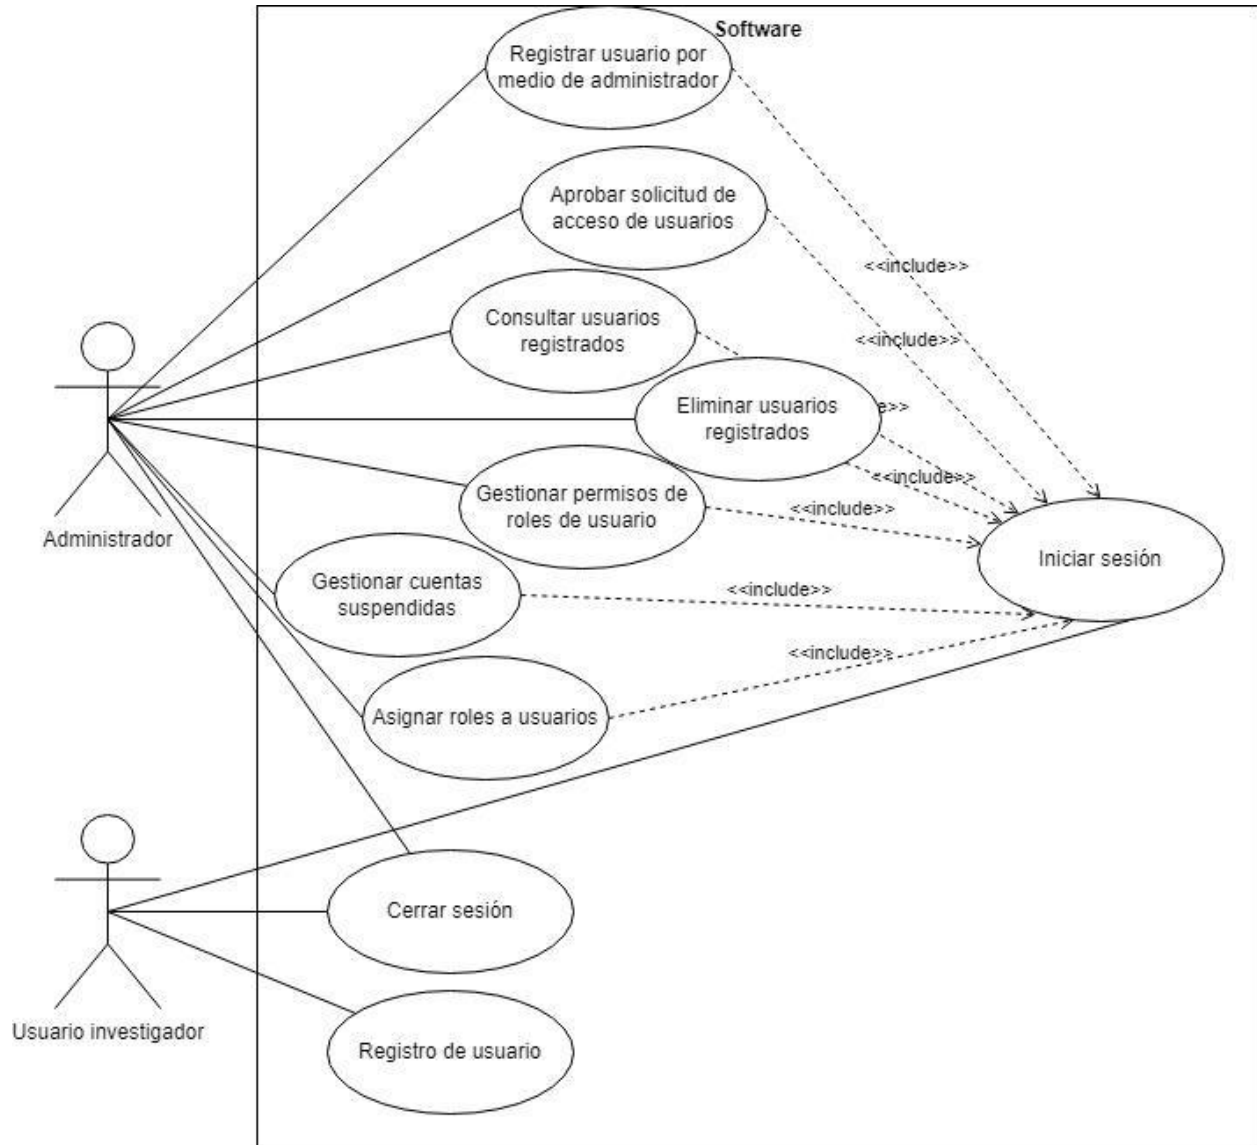 Software
Registrar usuario por
medio de administrador
Aprobar solicitud de
acceso de usuarios
<<include>>
Consultar usuarios
registrados
<<include>>
Eliminar usuarios
registrados
e>>
<<include>>
Gestionar permisos de
roles de usuario
<<include>>
Administrador
Iniciar sesión
Gestionar cuentas
suspendidas
<<include>>
<<include>>
Asignar roles a usuarios
Cerrar sesión
Usuario investigador
Registro de usuario